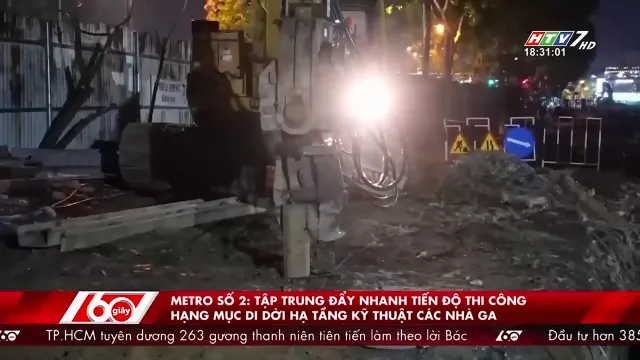 HTV7 HD
18:31:01
60 giây
METRO SỐ 2: TẬP TRUNG ĐẨY NHANH TIẾN ĐỘ THI CÔNG
HẠNG MỤC DI DỜI HẠ TẦNG KỸ THUẬT CÁC NHÀ GA
TP.HCM tuyên dương 263 gương thanh niên tiên tiến làm theo lời Bác
Đầu tư hơn 385